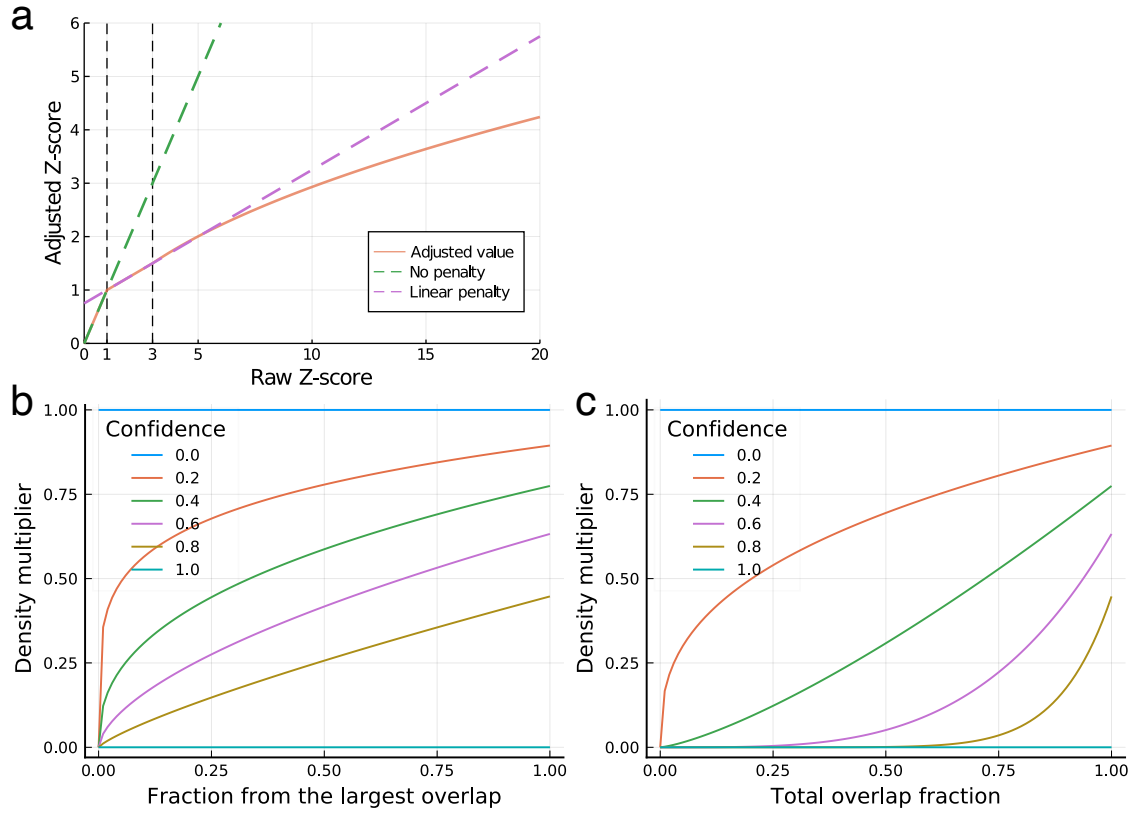 a
6
5
4
3
2
1
0
Adjusted Z-score
Adjusted value
No penalty
Linear penalty
0 1 3 5 10 15 20
Raw Z-score
b
1.00
0.75
0.50
0.25
0.00
Density multiplier
Confidence
0.0
0.2
0.4
0.6
0.8
1.0
0.00 0.25 0.50 0.75 1.00
Fraction from the largest overlap
c
1.00
0.75
0.50
0.25
0.00
Density multiplier
Confidence
0.0
0.2
0.4
0.6
0.8
1.0
0.00 0.25 0.50 0.75 1.00
Total overlap fraction